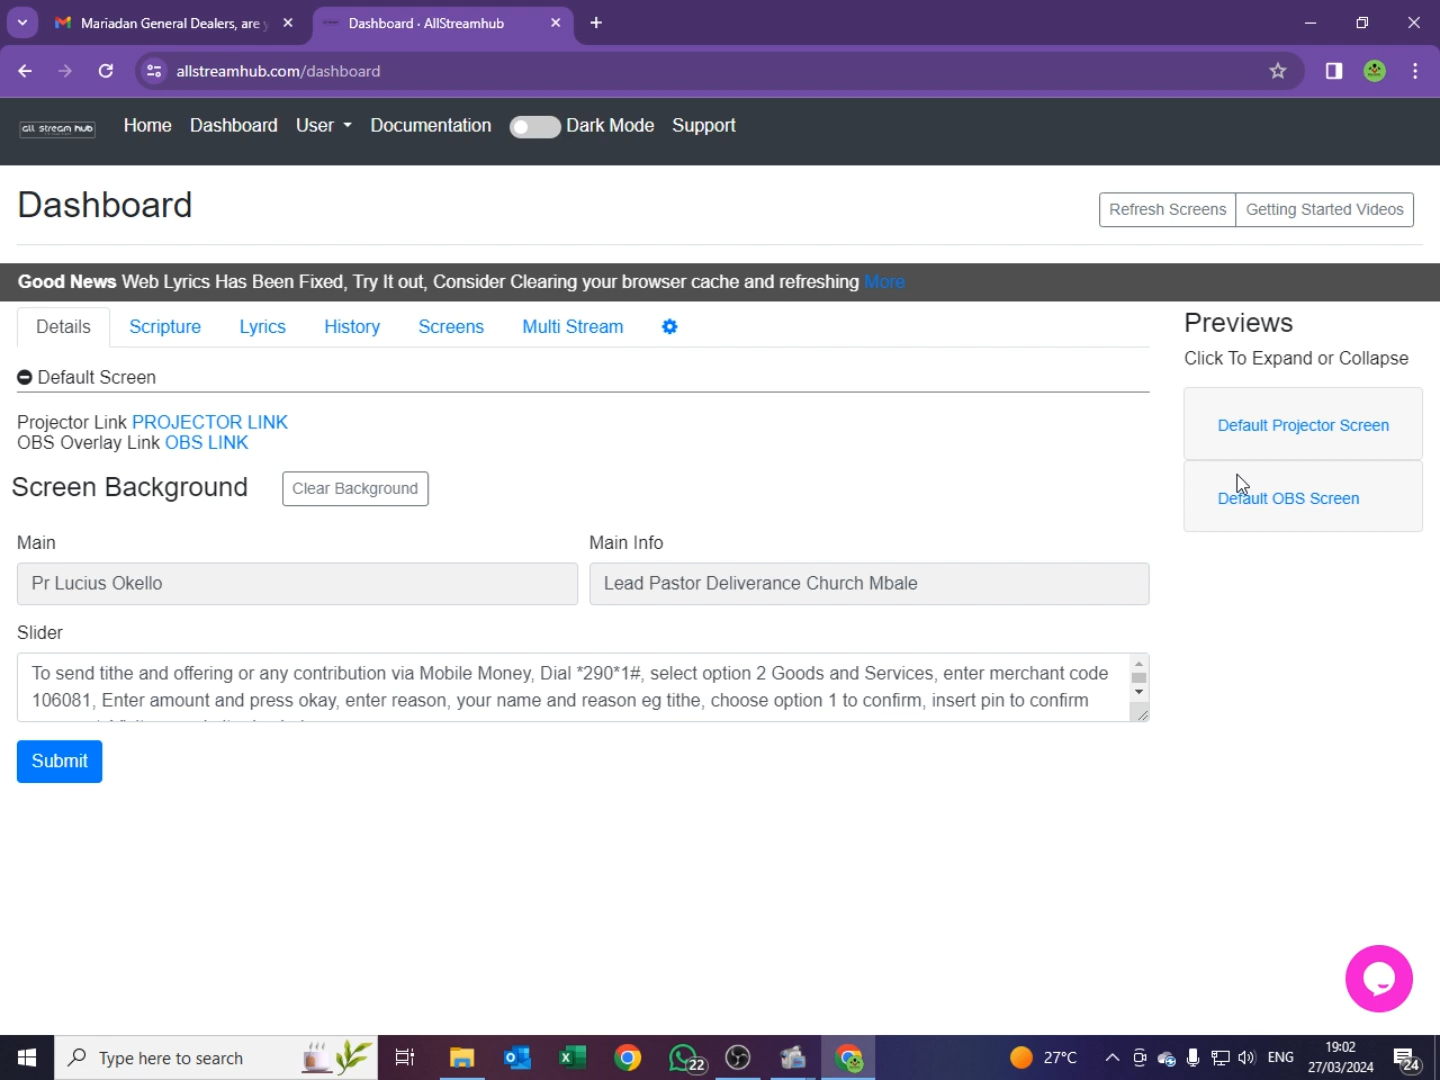 Mariadan General Dealers, are
Dashboard · AllStreamhub
allstreamhub.com/dashboard
all stream hub
Home
Dashboard
User
Documentation
Dark Mode
Support
Dashboard
Refresh Screens
Getting Started Videos
Good News Web Lyrics Has Been Fixed, Try It out, Consider Clearing your browser cache and refreshing More
Details
Scripture
Lyrics
History
Screens
Multi Stream
Previews
Click To Expand or Collapse
Default Screen
Projector Link PROJECTOR LINK
OBS Overlay Link OBS LINK
Default Projector Screen
Default OBS Screen
Screen Background
Clear Background
Main
Main Info
Pr Lucius Okello
Lead Pastor Deliverance Church Mbale
Slider
To send tithe and offering or any contribution via Mobile Money, Dial *290*1#, select option 2 Goods and Services, enter merchant code
106081, Enter amount and press okay, enter reason, your name and reason eg tithe, choose option 1 to confirm, insert pin to confirm
Submit
Type here to search
22
27°C
ENG
19:02
27/03/2024
24